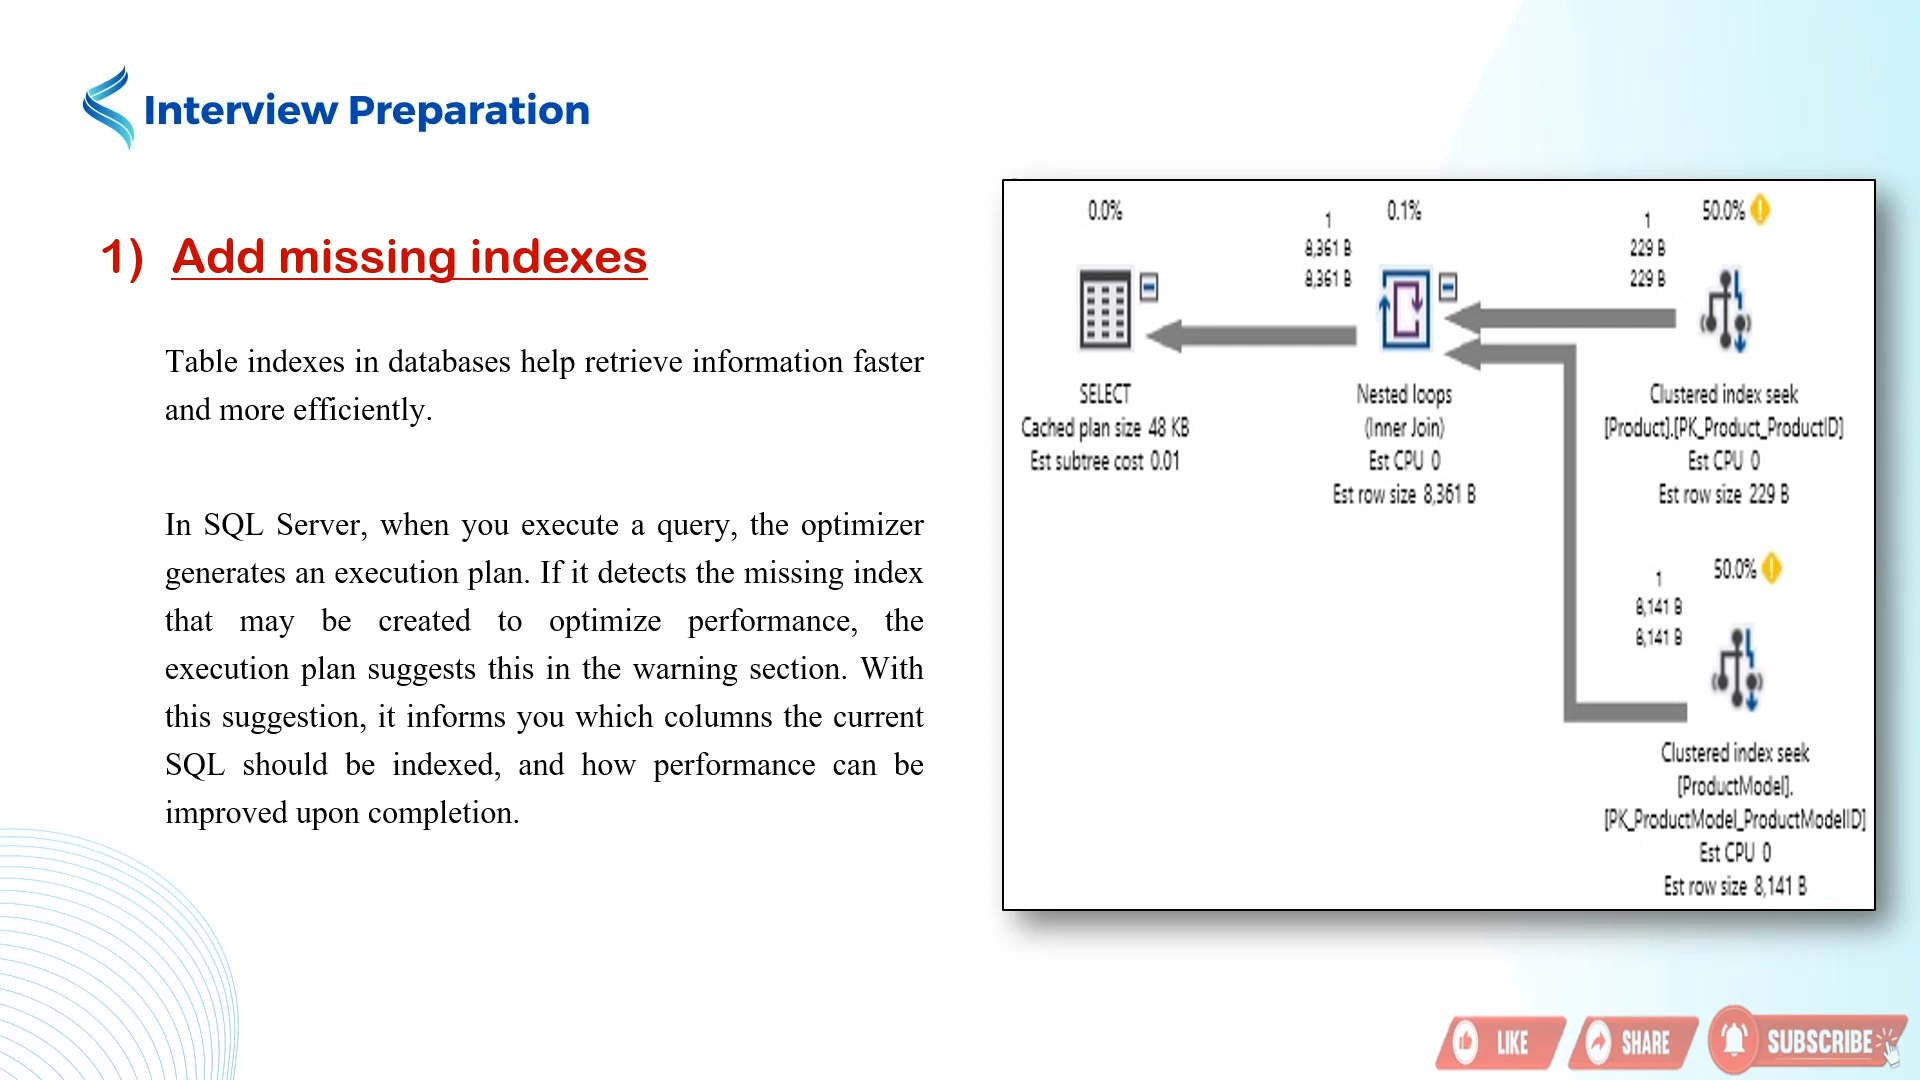 Interview Preparation
1) Add missing indexes
Table indexes in databases help retrieve information faster
and more efficiently.
In SQL Server, when you execute a query, the optimizer
generates an execution plan. If it detects the missing index
that may be created to optimize performance, the
execution plan suggests this in the warning section. With
this suggestion, it informs you which columns the current
SQL should be indexed, and how performance can be
improved upon completion.
0.0%
SELECT
Cached plan size 48 KB
Est subtree cost 0.01
1
8,361 B
8,361 B
0.1%
Nested loops
(Inner Join)
Est CPU 0
Est row size 8,361 B
1
229 B
229 B
50.0%
Clustered index seek
[Product].[PK_Product_ProductID]
Est CPU 0
Est row size 229 B
1
8,141 B
8,141 B
50.0%
Clustered index seek
[ProductModel].
[PK_ProductModel_ProductModelID]
Est CPU 0
Est row size 8,141 B
LIKE
SHARE
SUBSCRIBE